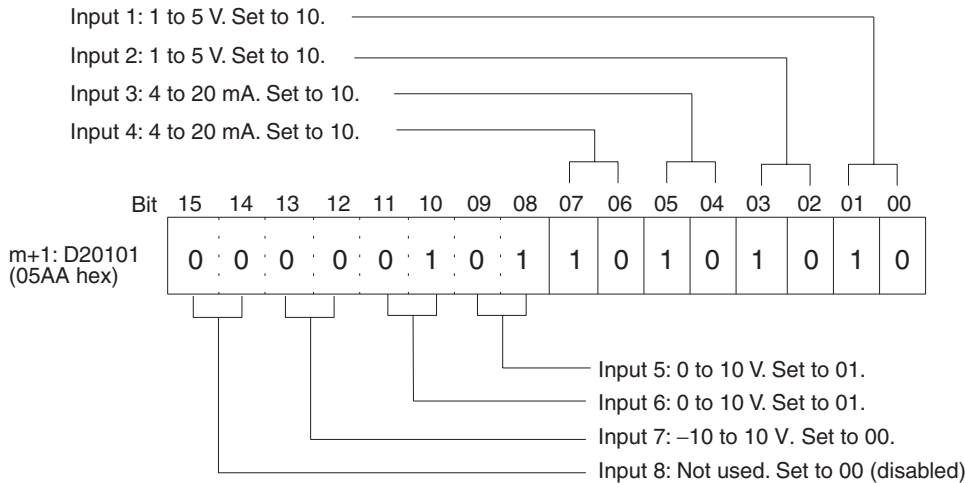 Input 1: 1 to 5 V. Set to 10.
Input 2: 1 to 5 V. Set to 10.
Input 3: 4 to 20 mA. Set to 10.
Input 4: 4 to 20 mA. Set to 10.
Bit 15 14 13 12 11 10 09 08 07 06 05 04 03 02 01 00
m+1: D20101
(05AA hex)
0 0 0 0 0 1 0 1 1 0 1 0 1 0 1 0
Input 5: 0 to 10 V. Set to 01.
Input 6: 0 to 10 V. Set to 01.
Input 7: −10 to 10 V. Set to 00.
Input 8: Not used. Set to 00 (disabled)